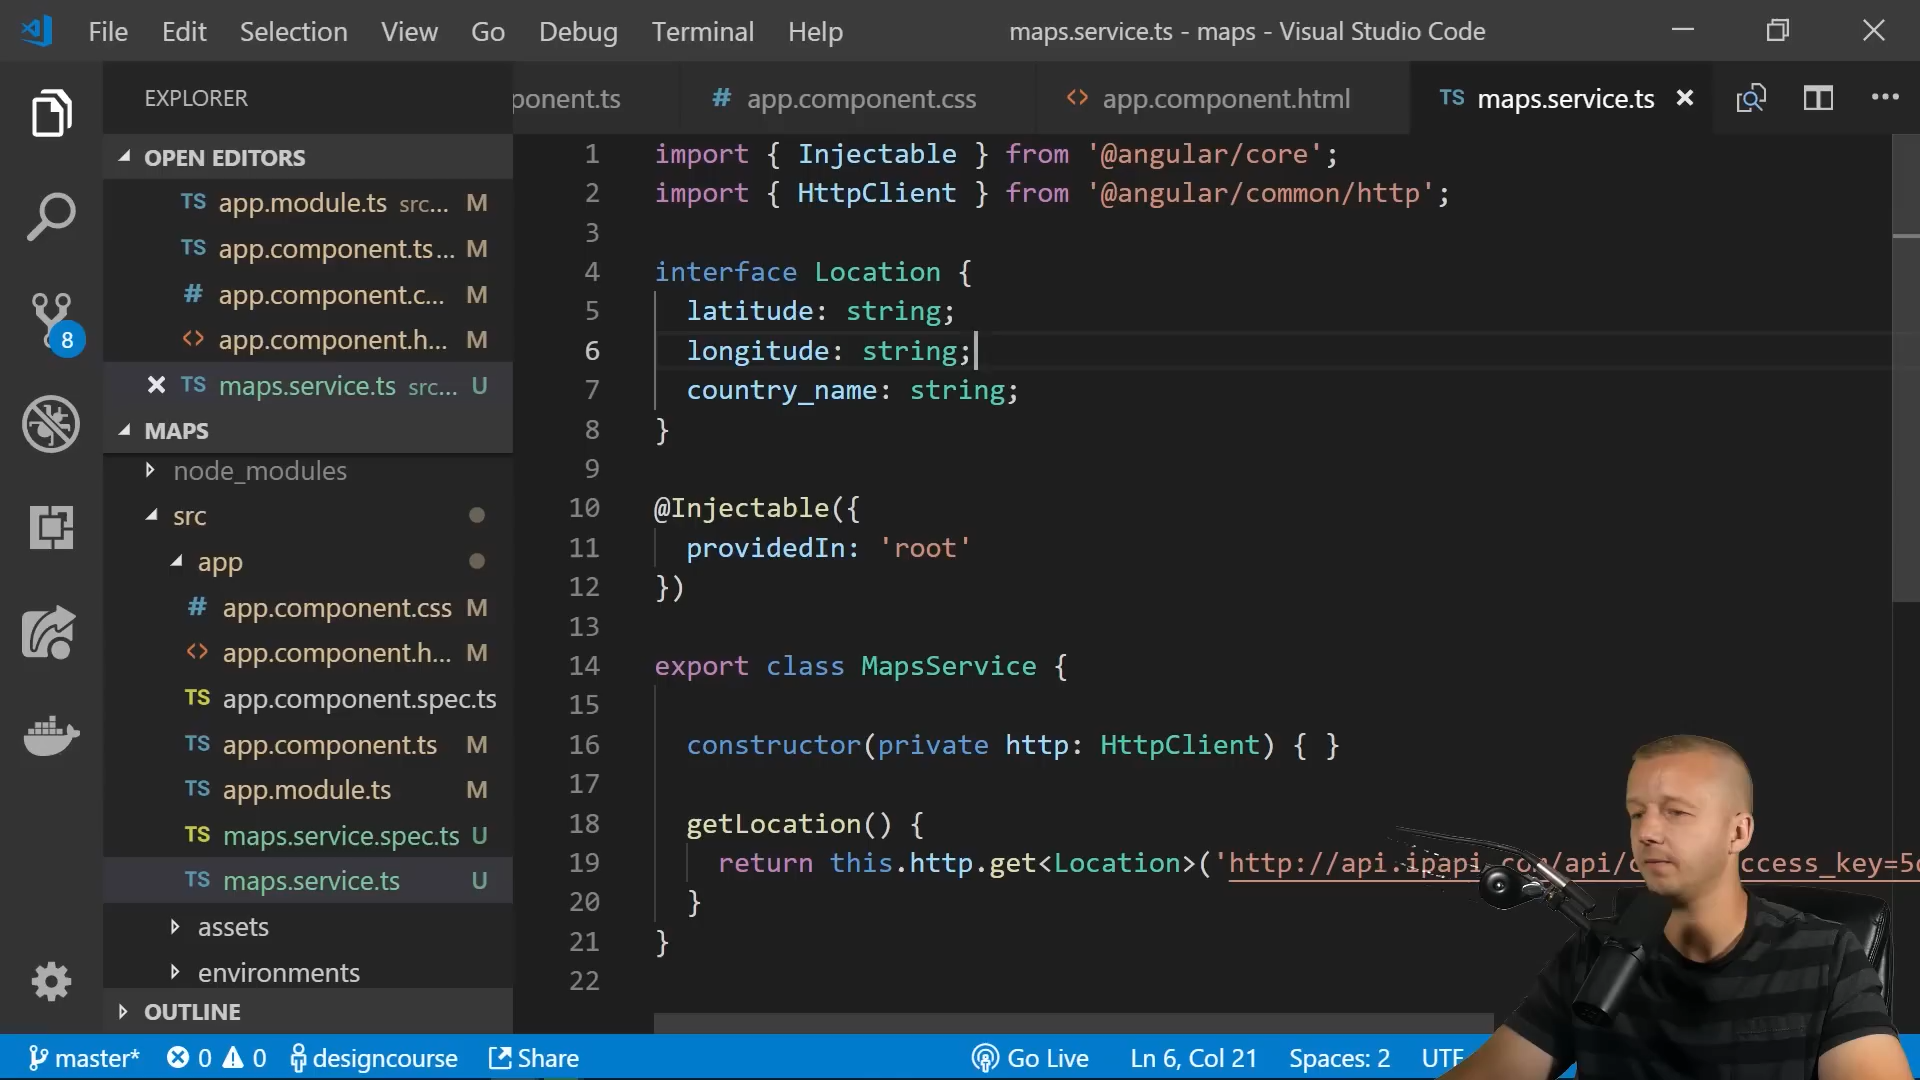 File Edit Selection View Go Debug Terminal Help maps.service.ts - maps - Visual Studio Code
EXPLORER
ponent.ts # app.component.css <> app.component.html TS maps.service.ts
OPEN EDITORS
TS app.module.ts src... M
TS app.component.ts... M
# app.component.c... M
<> app.component.h... M
TS maps.service.ts src... U
8
MAPS
node_modules
src
app
# app.component.css M
<> app.component.h... M
TS app.component.spec.ts
TS app.component.ts M
TS app.module.ts M
TS maps.service.spec.ts U
TS maps.service.ts U
assets
environments
OUTLINE
1 import { Injectable } from '@angular/core';
2 import { HttpClient } from '@angular/common/http';
3
4 interface Location {
5 latitude: string;
6 longitude: string;
7 country_name: string;
8 }
9
10 @Injectable({
11 providedIn: 'root'
12 })
13
14 export class MapsService {
15
16 constructor(private http: HttpClient) { }
17
18 getLocation() {
19 return this.http.get<Location>('http://api.ipapi.com/api/c ccess_key=5
20 }
21 }
22
master* 0 0 designcourse Share Go Live Ln 6, Col 21 Spaces: 2 UTF